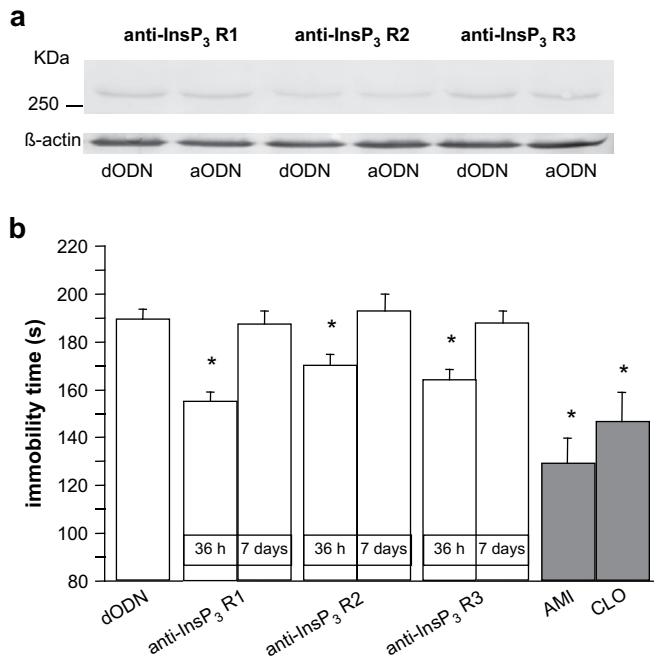 a
anti-InsP₃ R1 anti-InsP₃ R2 anti-InsP₃ R3
KDa
250
ß-actin
dODN aODN dODN aODN dODN aODN
b
immobility time (s)
220
200
180
160
140
120
100
80
* * * * *
36 h 7 days 36 h 7 days 36 h 7 days
dODN anti-InsP₃ R1 anti-InsP₃ R2 anti-InsP₃ R3 AMI CLO